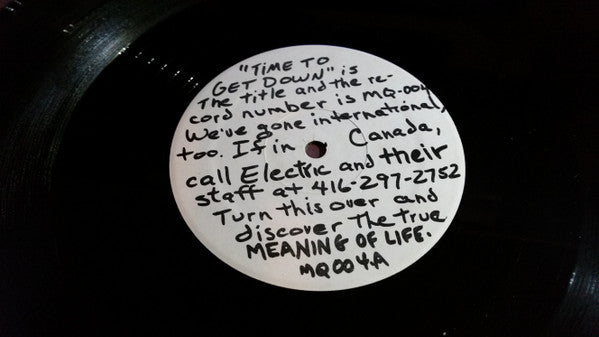 "TIME TO
GET DOWN" is
The title and the re-
cord number is MQ-004
We've gone international,
too. If in Canada,
call Electric and their
staff at 416-297-2752
Turn this over and
discover The true
MEANING OF LIFE.
MQ004A